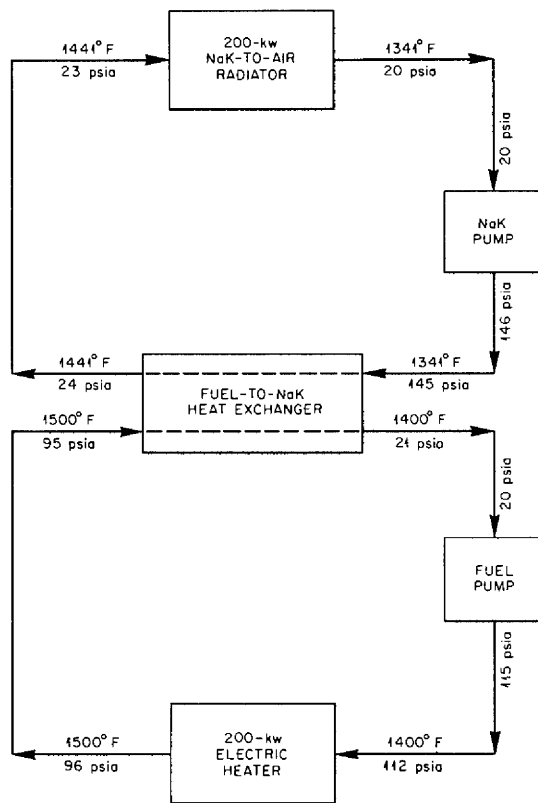 1441° F
23 psia
200-kw
NaK-TO-AIR
RADIATOR
1341° F
20 psia
20 psia
NaK
PUMP
146 psia
1441° F
24 psia
FUEL-TO-NaK
HEAT EXCHANGER
1341° F
145 psia
1500° F
95 psia
1400° F
21 psia
20 psia
FUEL
PUMP
115 psia
1500° F
96 psia
200-kw
ELECTRIC
HEATER
1400° F
112 psia